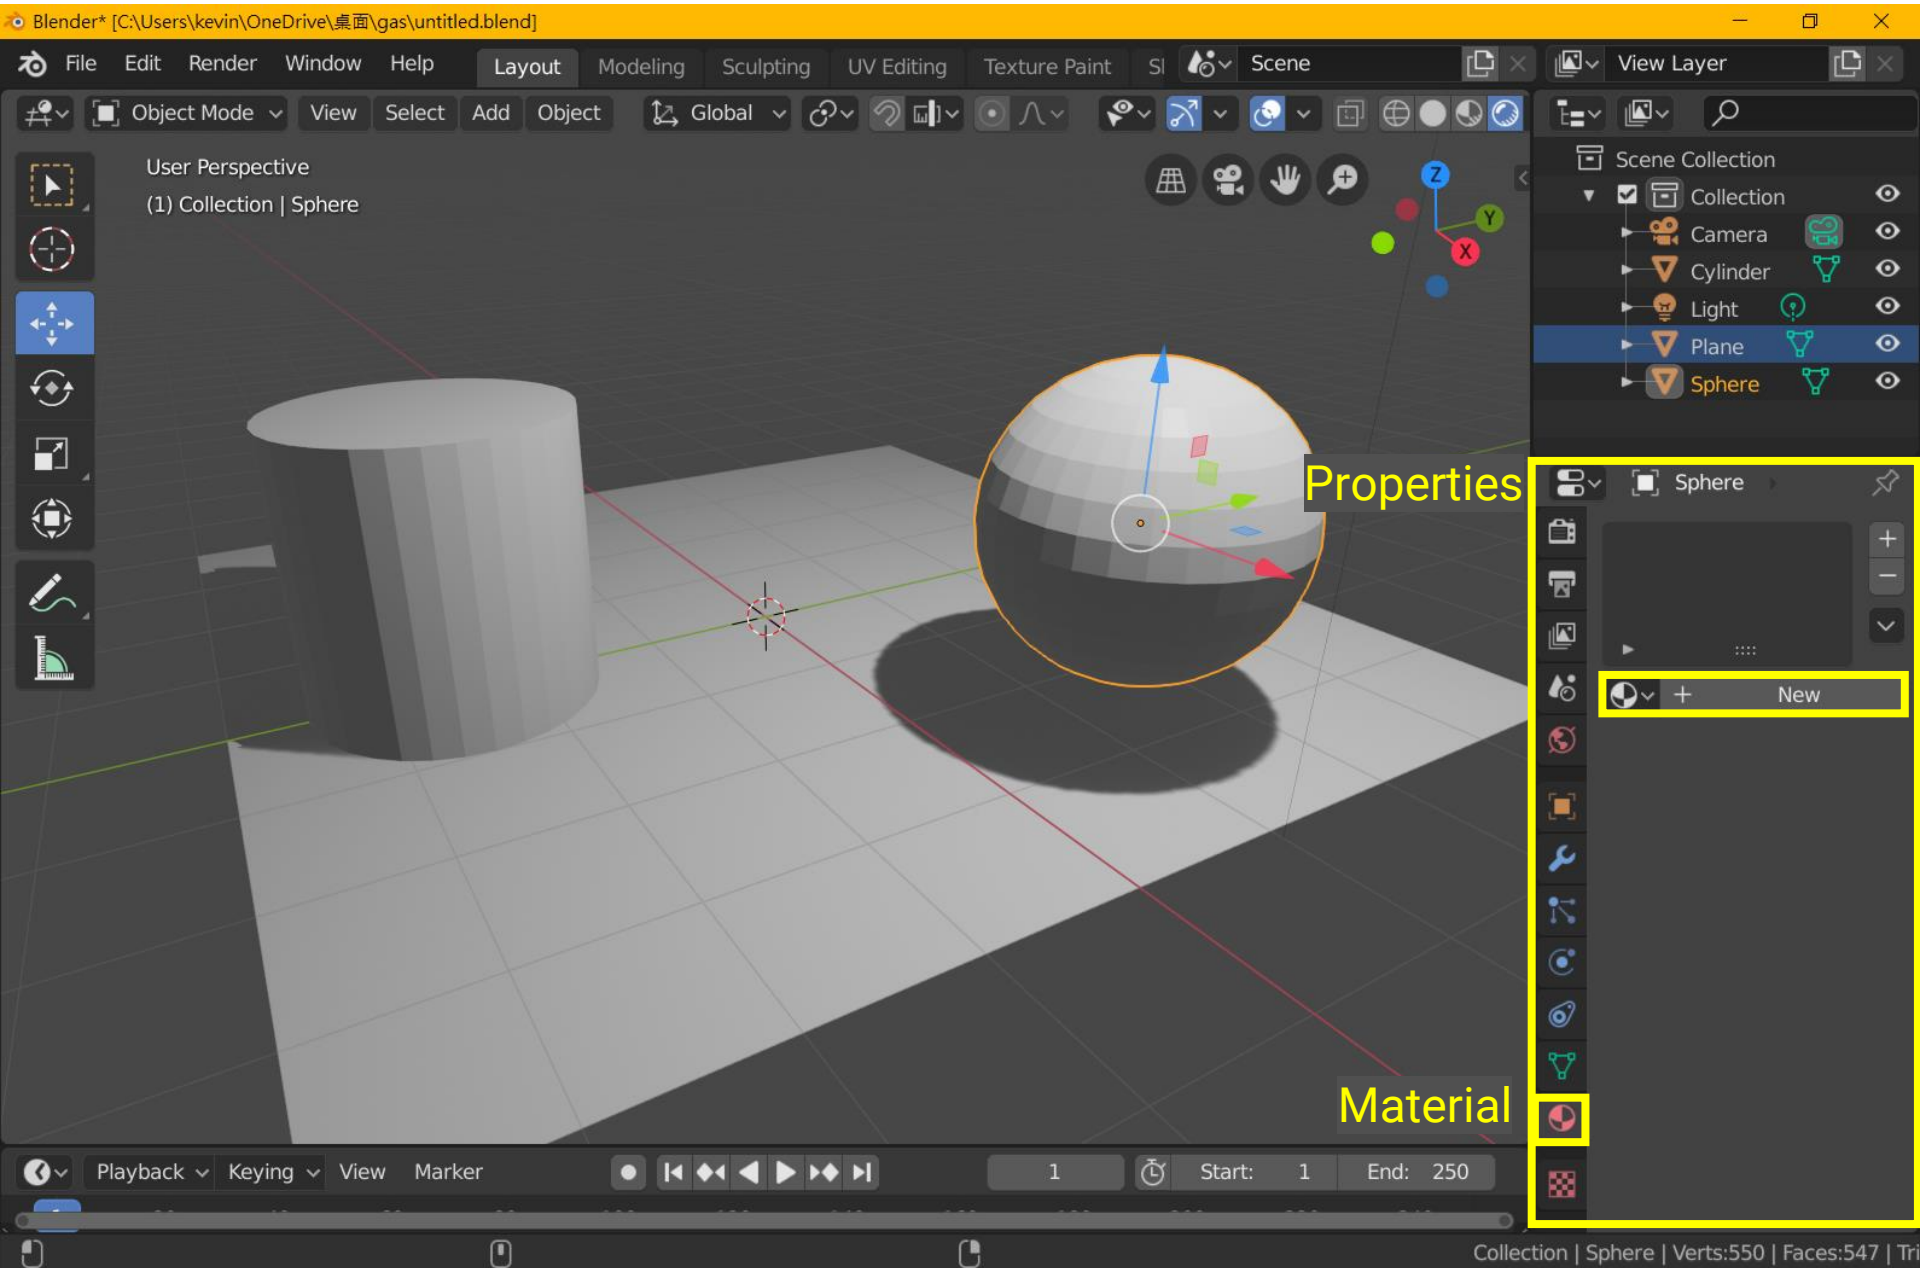 Blender* [C:\Users\kevin\OneDrive\桌面\gas\untitled.blend]
File Edit Render Window Help Layout Modeling Sculpting UV Editing Texture Paint Scene View Layer
Object Mode View Select Add Object Global
User Perspective
(1) Collection | Sphere
Z
Y
X
Scene Collection
Collection
Camera
Cylinder
Light
Plane
Sphere
Properties
Sphere
New
Material
Playback Keying View Marker 1 Start: 1 End: 250
Collection | Sphere | Verts:550 | Faces:547 | Tri